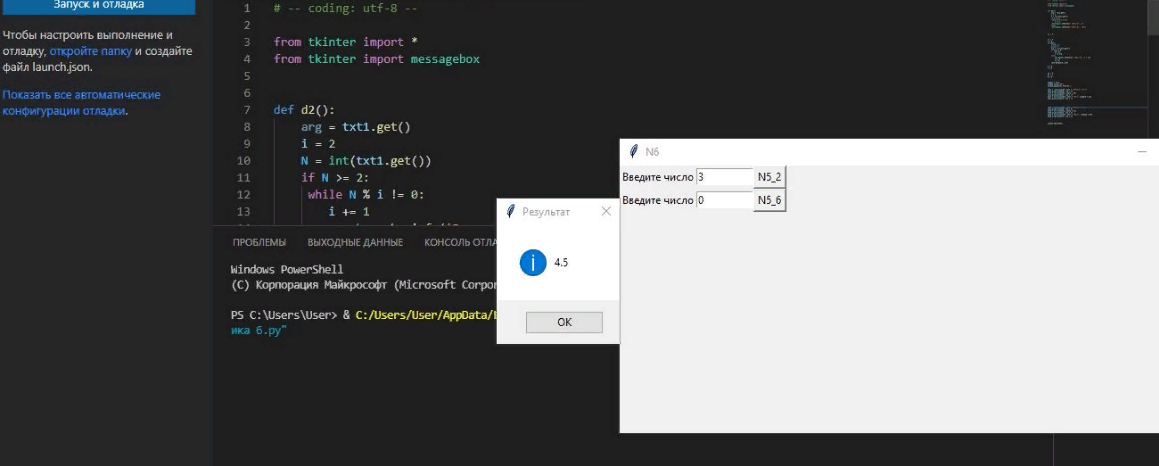 Запуск и отладка
Чтобы настроить выполнение и
отладку, откройте папку и создайте
файл launch.json.
Показать все автоматические
конфигурации отладки.
1 # -- coding: utf-8 --
2
3 from tkinter import *
4 from tkinter import messagebox
5
6
7 def d2():
8 arg = txt1.get()
9 i = 2
10 N = int(txt1.get())
11 if N >= 2:
12 while N % i != 0:
13 i += 1
ПРОБЛЕМЫ ВЫХОДНЫЕ ДАННЫЕ КОНСОЛЬ ОТЛА
Windows PowerShell
(C) Корпорация Майкрософт (Microsoft Corpor
PS C:\Users\User> & C:/Users/User/AppData/L
ика 6.py"
Результат
4.5
OK
N6
Введите число 3 N5_2
Введите число 0 N5_6